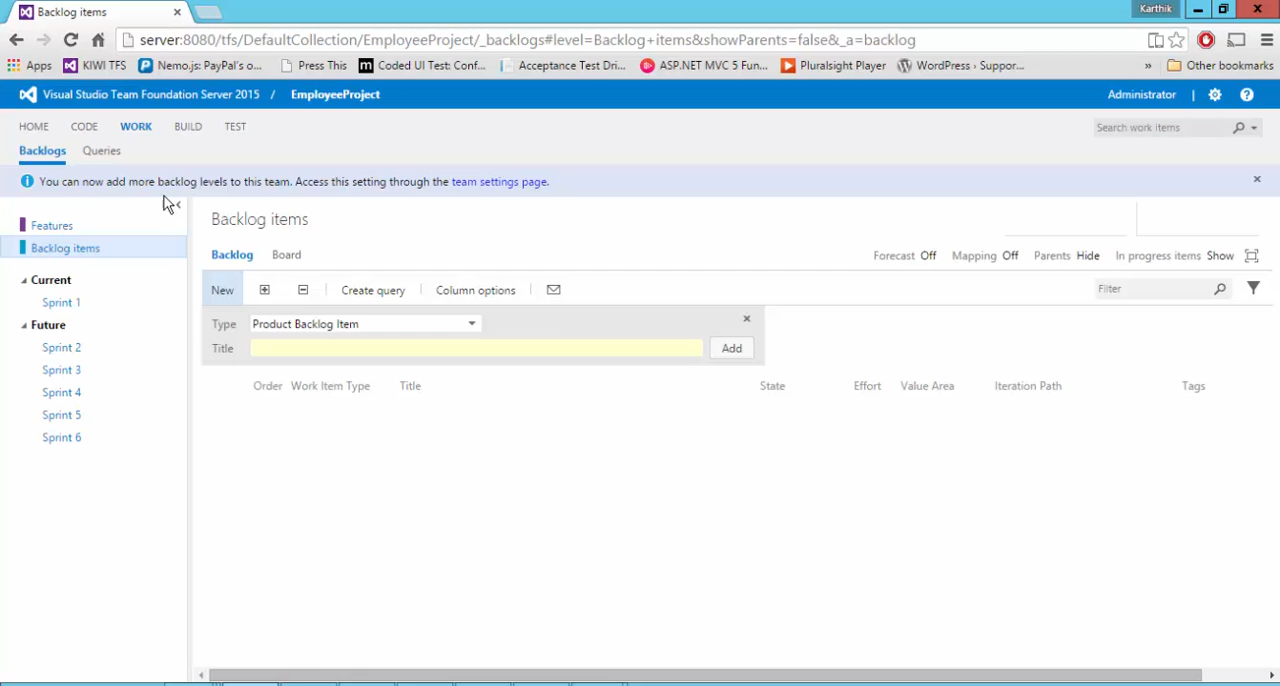 Backlog items
Karthik
server:8080/tfs/DefaultCollection/EmployeeProject/_backlogs#level=Backlog+items&showParents=false&_a=backlog
Apps KIWI TFS Nemo.js: PayPal's o... Press This Coded UI Test: Conf... Acceptance Test Dri... ASP.NET MVC 5 Fun... Pluralsight Player WordPress › Suppor... » Other bookmarks
Visual Studio Team Foundation Server 2015 / EmployeeProject Administrator |
HOME CODE WORK BUILD TEST Search work items
Backlogs Queries
You can now add more backlog levels to this team. Access this setting through the team settings page.
Features
Backlog items
Current
Sprint 1
Future
Sprint 2
Sprint 3
Sprint 4
Sprint 5
Sprint 6
Backlog items
Backlog Board Forecast Off Mapping Off Parents Hide In progress items Show
New Create query Column options Filter
Type Product Backlog Item
Title Add
Order Work Item Type Title State Effort Value Area Iteration Path Tags